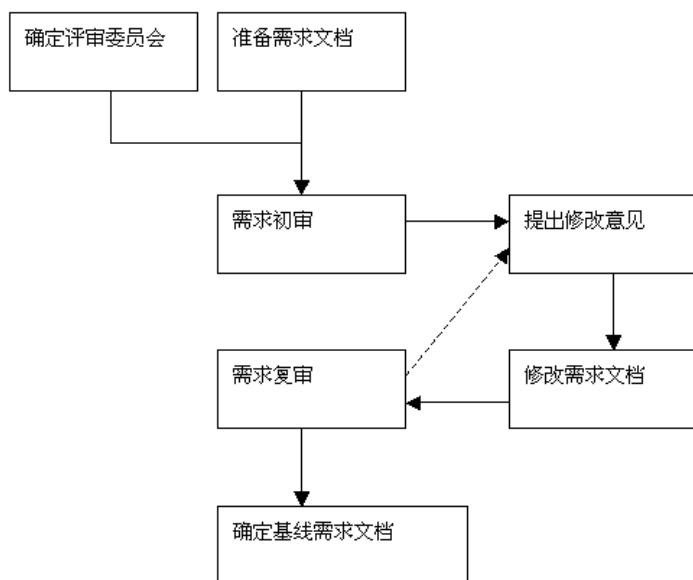 确定评审委员会
准备需求文档
需求初审
提出修改意见
需求复审
修改需求文档
确定基线需求文档